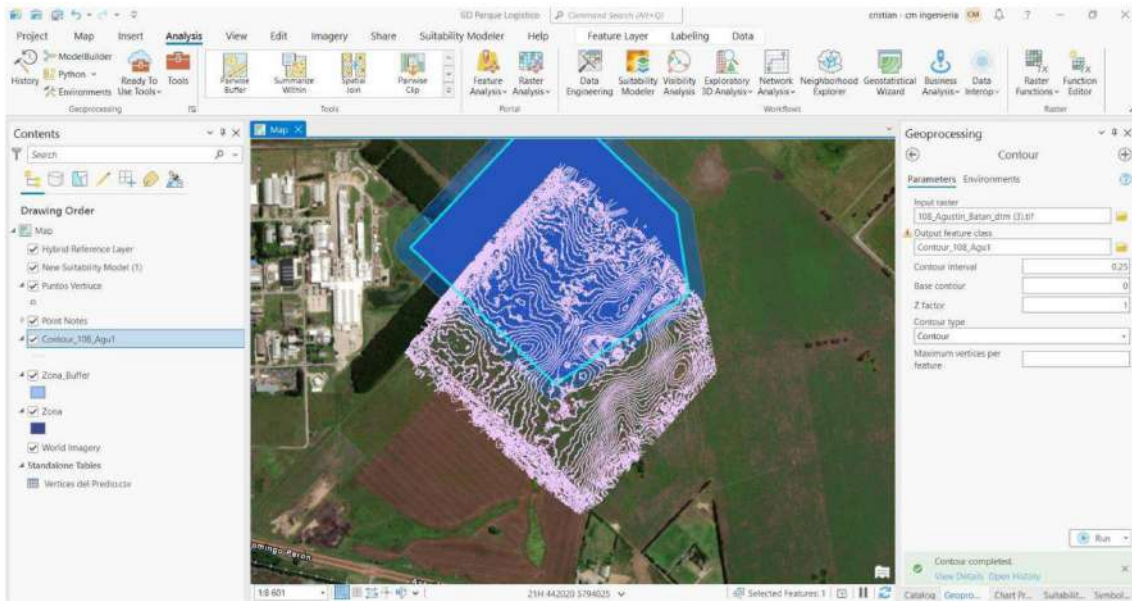 GD Parque Logístico
Command Search (Alt+Q)
cristian - cm ingenieria
CM
?
Project
Map
Insert
Analysis
View
Edit
Imagery
Share
Suitability Modeler
Help
Feature Layer
Labeling
Data
History
ModelBuilder
Python
Environments
Ready To Use Tools
Tools
Geoprocessing
Pairwise Buffer
Summarize Within
Spatial Join
Pairwise Clip
Tools
Feature Analysis
Raster Analysis
Portal
Data Engineering
Suitability Modeler
Visibility Analysis
Exploratory 3D Analysis
Network Analysis
Neighborhood Explorer
Geostatistical Wizard
Business Analysis
Data Interop
Workflows
Raster Functions
Function Editor
Raster
Contents
Search
Drawing Order
Map
Hybrid Reference Layer
New Suitability Model (1)
Puntos Vertiuce
Point Notes
Contour_108_Agu1
Zona_Buffer
Zona
World Imagery
Standalone Tables
Vertices del Predio.csv
Map
omingo Perón
1:8 601
21H 442020 5794025
Selected Features: 1
Geoprocessing
Contour
Parameters
Environments
Input raster
108_Agustin_Batan_dtm (3).tif
Output feature class
Contour_108_Agu1
Contour interval
0.25
Base contour
0
Z factor
1
Contour type
Contour
Maximum vertices per feature
Run
Contour completed.
View Details
Open History
Catalog
Geopro...
Chart Pr...
Suitabilit...
Symbol...